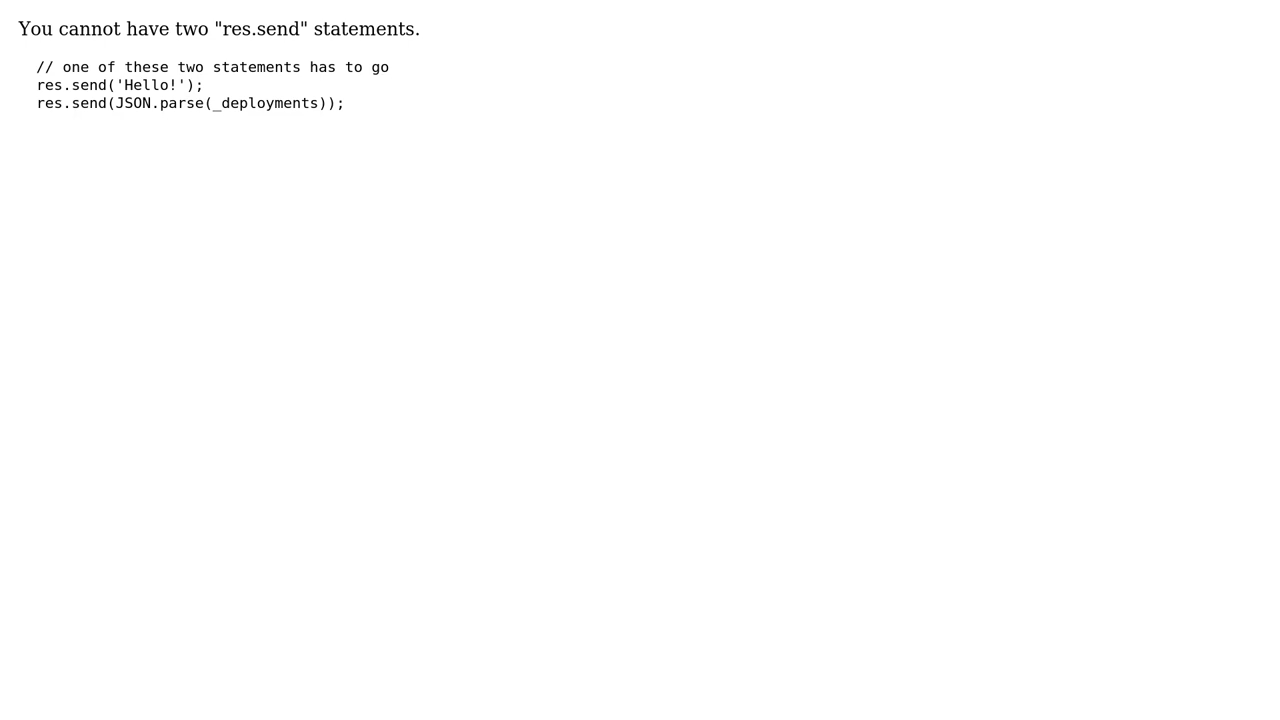 You cannot have two "res.send" statements.
// one of these two statements has to go
res.send('Hello!');
res.send(JSON.parse(_deployments));